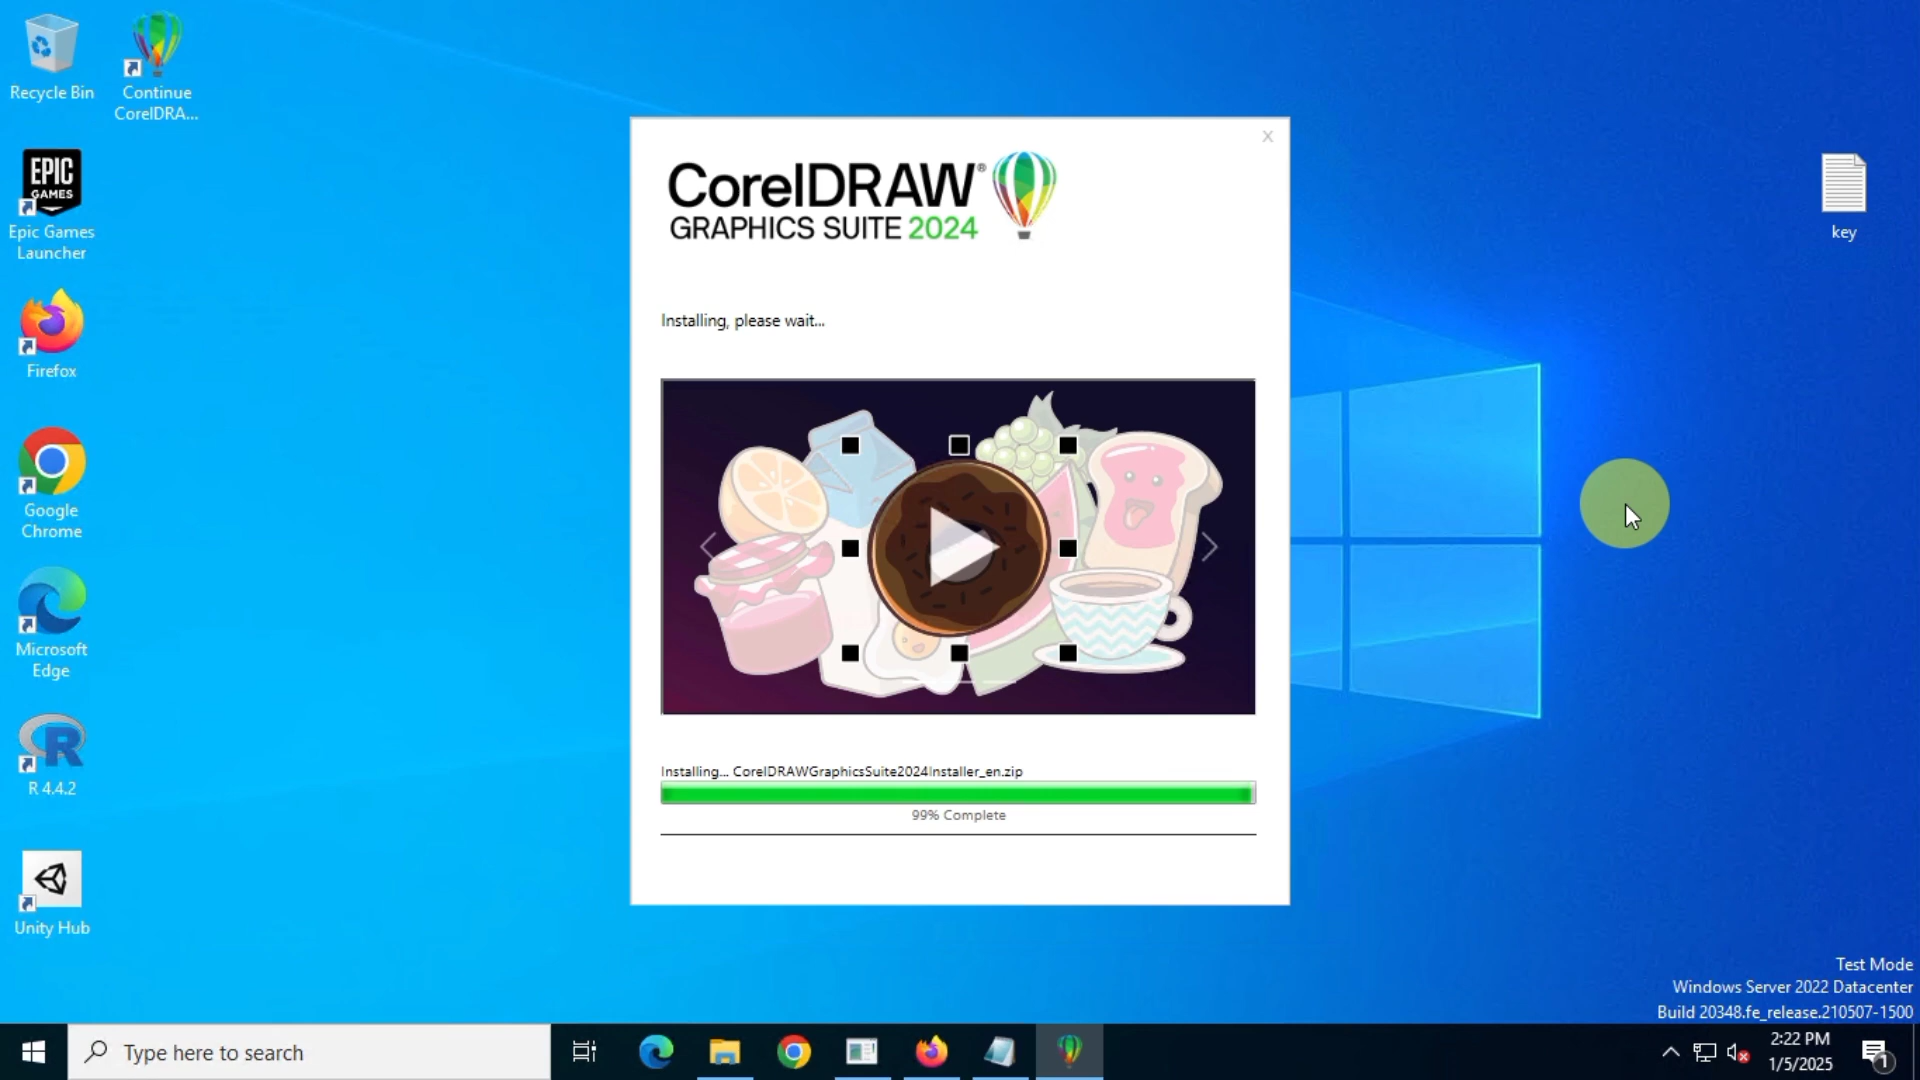 Recycle Bin
Continue
CorelDRA...
EPIC
GAMES
Epic Games
Launcher
Firefox
Google
Chrome
Microsoft
Edge
R 4.4.2
Unity Hub
X
CorelDRAW®
GRAPHICS SUITE 2024
Installing, please wait...
Installing... CorelDRAWGraphicsSuite2024Installer_en.zip
99% Complete
key
Test Mode
Windows Server 2022 Datacenter
Build 20348.fe_release.210507-1500
Type here to search
2:22 PM
1/5/2025
1